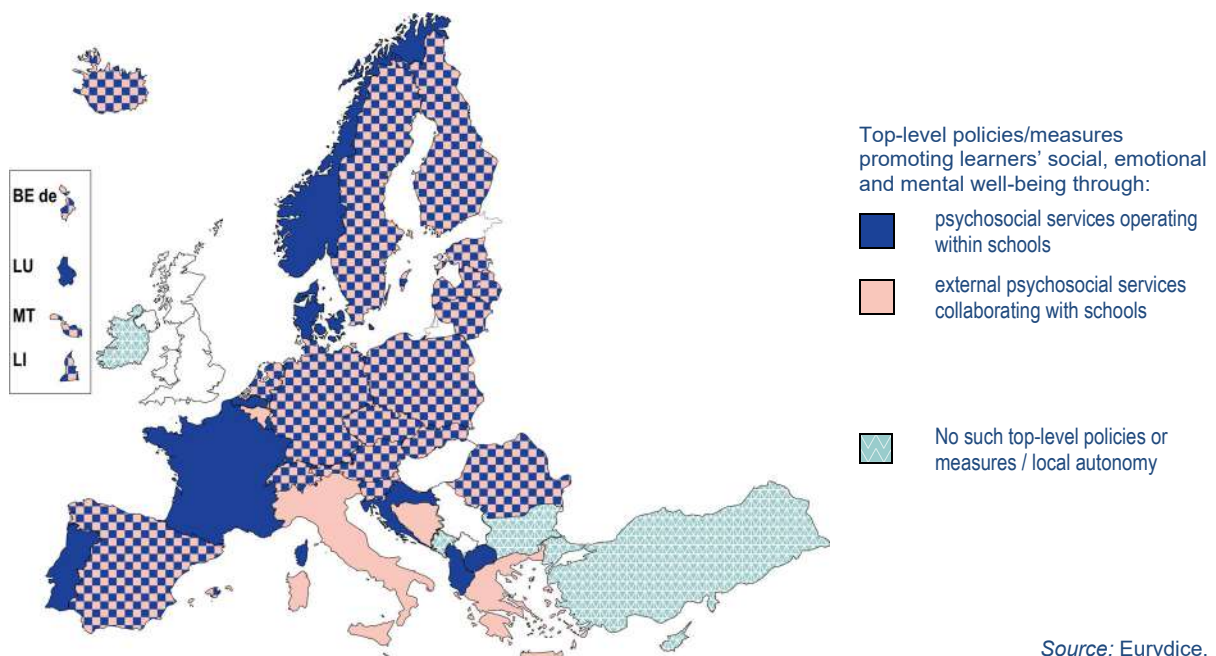 BE de
LU
MT
LI
Top-level policies/measures
promoting learners’ social, emotional
and mental well-being through:
psychosocial services operating
within schools
external psychosocial services
collaborating with schools
No such top-level policies or
measures / local autonomy
Source: Eurydice.